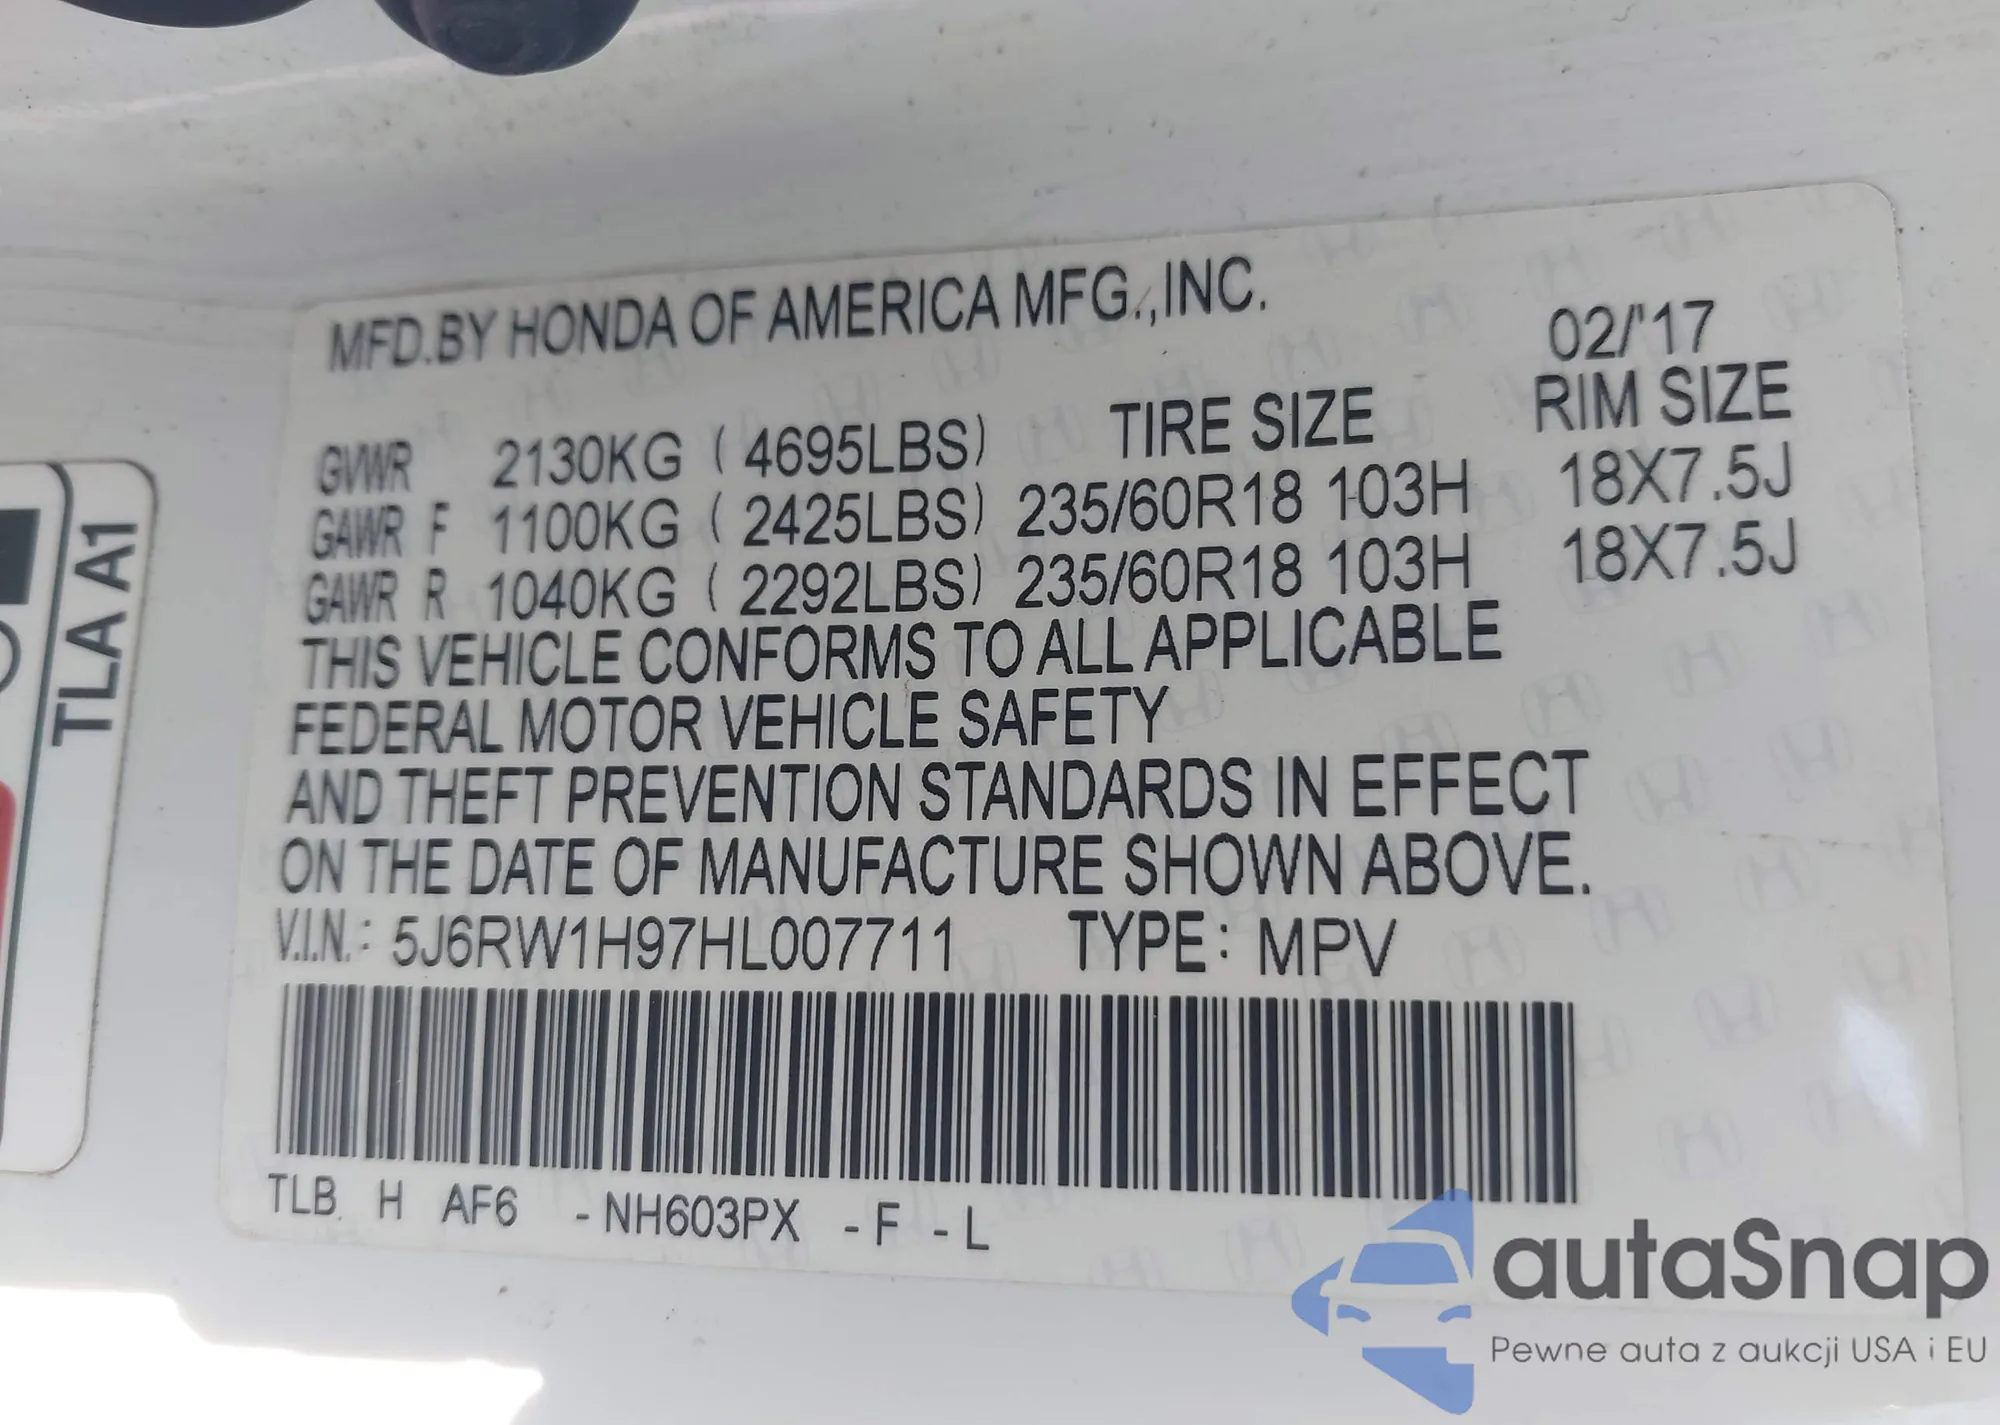 MFD.BY HONDA OF AMERICA MFG.,INC.
02/'17
TIRE SIZE RIM SIZE
GVWR 2130KG (4695LBS)
GAWR F 1100KG (2425LBS) 235/60R18 103H 18X7.5J
GAWR R 1040KG (2292LBS) 235/60R18 103H 18X7.5J
THIS VEHICLE CONFORMS TO ALL APPLICABLE
FEDERAL MOTOR VEHICLE SAFETY
AND THEFT PREVENTION STANDARDS IN EFFECT
ON THE DATE OF MANUFACTURE SHOWN ABOVE.
V.I.N.: 5J6RW1H97HL007711 TYPE: MPV
TLB H AF6 -NH603PX -F -L
TLA A1
autaSnap
Pewne auta z aukcji USA i EU